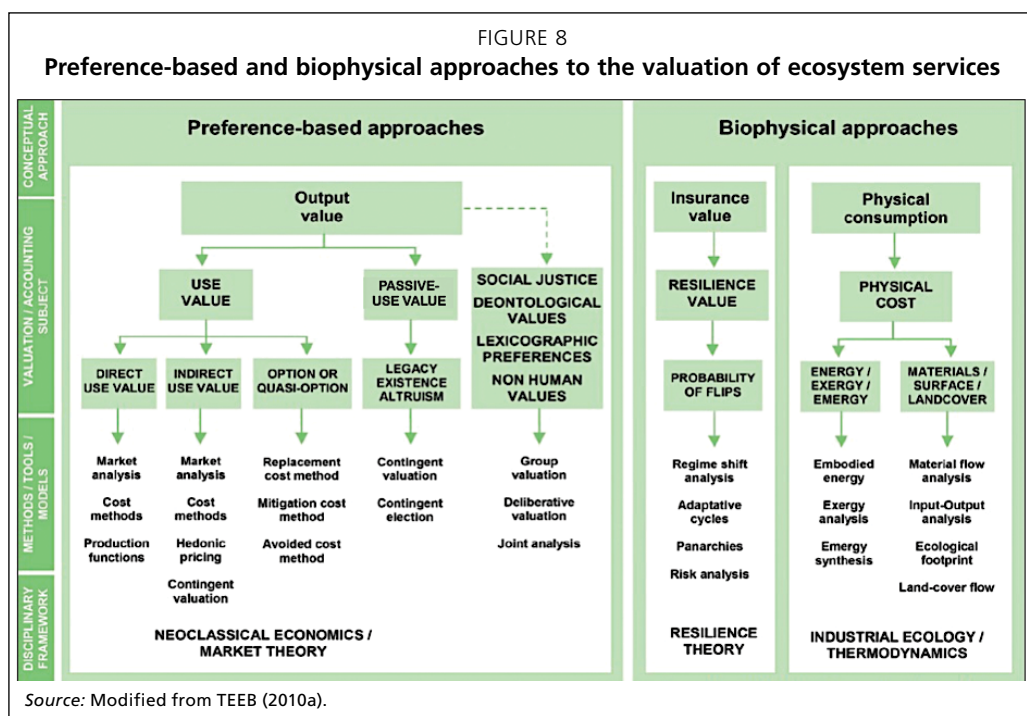 FIGURE 8
Preference-based and biophysical approaches to the valuation of ecosystem services
CONCEPTUAL
APPROACH
Preference-based approaches
Biophysical approaches
VALUATION / ACCOUNTING
SUBJECT
Output
value
Insurance
value
Physical
consumption
USE
VALUE
PASSIVE-
USE VALUE
SOCIAL JUSTICE
DEONTOLOGICAL
VALUES
LEXICOGRAPHIC
PREFERENCES
NON HUMAN
VALUES
RESILIENCE
VALUE
PHYSICAL
COST
DIRECT
USE VALUE
INDIRECT
USE VALUE
OPTION OR
QUASI-OPTION
LEGACY
EXISTENCE
ALTRUISM
PROBABILITY
OF FLIPS
ENERGY /
EXERGY /
EMERGY
MATERIALS /
SURFACE /
LANDCOVER
METHODS / TOOLS /
MODELS
Market
analysis
Cost
methods
Production
functions
Market
analysis
Cost
methods
Hedonic
pricing
Contingent
valuation
Replacement
cost method
Mitigation cost
method
Avoided cost
method
Contingent
valuation
Contingent
election
Group
valuation
Deliberative
valuation
Joint analysis
Regime shift
analysis
Adaptative
cycles
Panarchies
Risk analysis
Embodied
energy
Exergy
analysis
Emergy
synthesis
Material flow
analysis
Input-Output
analysis
Ecological
footprint
Land-cover flow
DISCIPLINARY
FRAMEWORK
NEOCLASSICAL ECONOMICS /
MARKET THEORY
RESILIENCE
THEORY
INDUSTRIAL ECOLOGY /
THERMODYNAMICS
Source: Modified from TEEB (2010a).